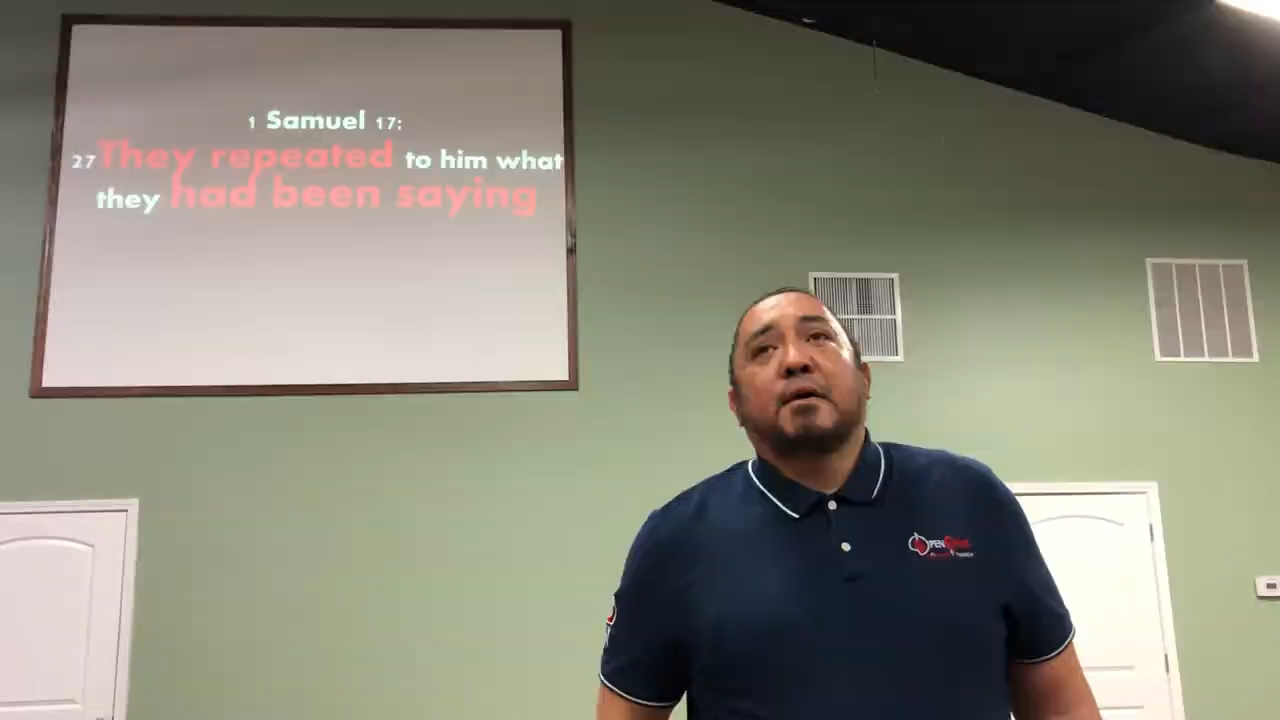 1 Samuel 17:
27 They repeated to him what
they had been saying